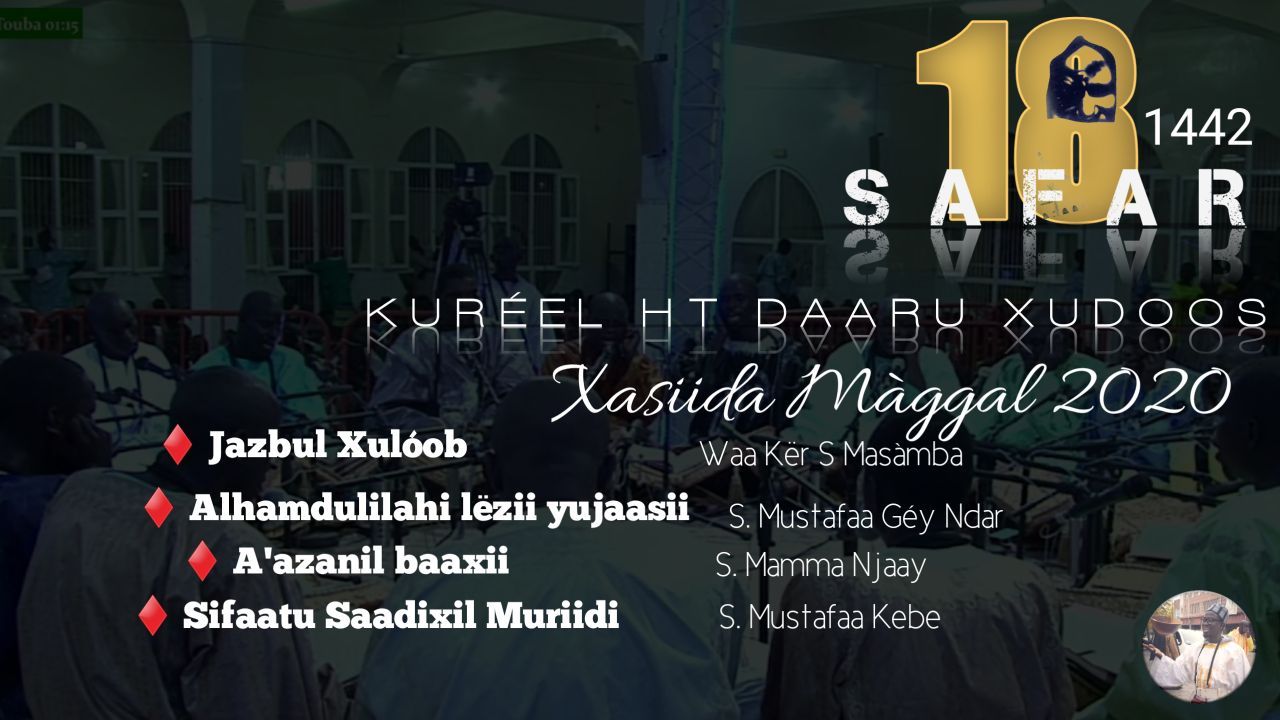 Touba 01:15
18
1442
SAFAR
KURÉEL HT DAARU XUDOOS
Xasiida Màggal 2020
Jazbul Xulóob Waa Kër S Masàmba
Alhamdulilahi lëzii yujaasii S. Mustafaa Géy Ndar
A'azanil baaxii S. Mamma Njaay
Sifaatu Saadixil Muriidi S. Mustafaa Kebe